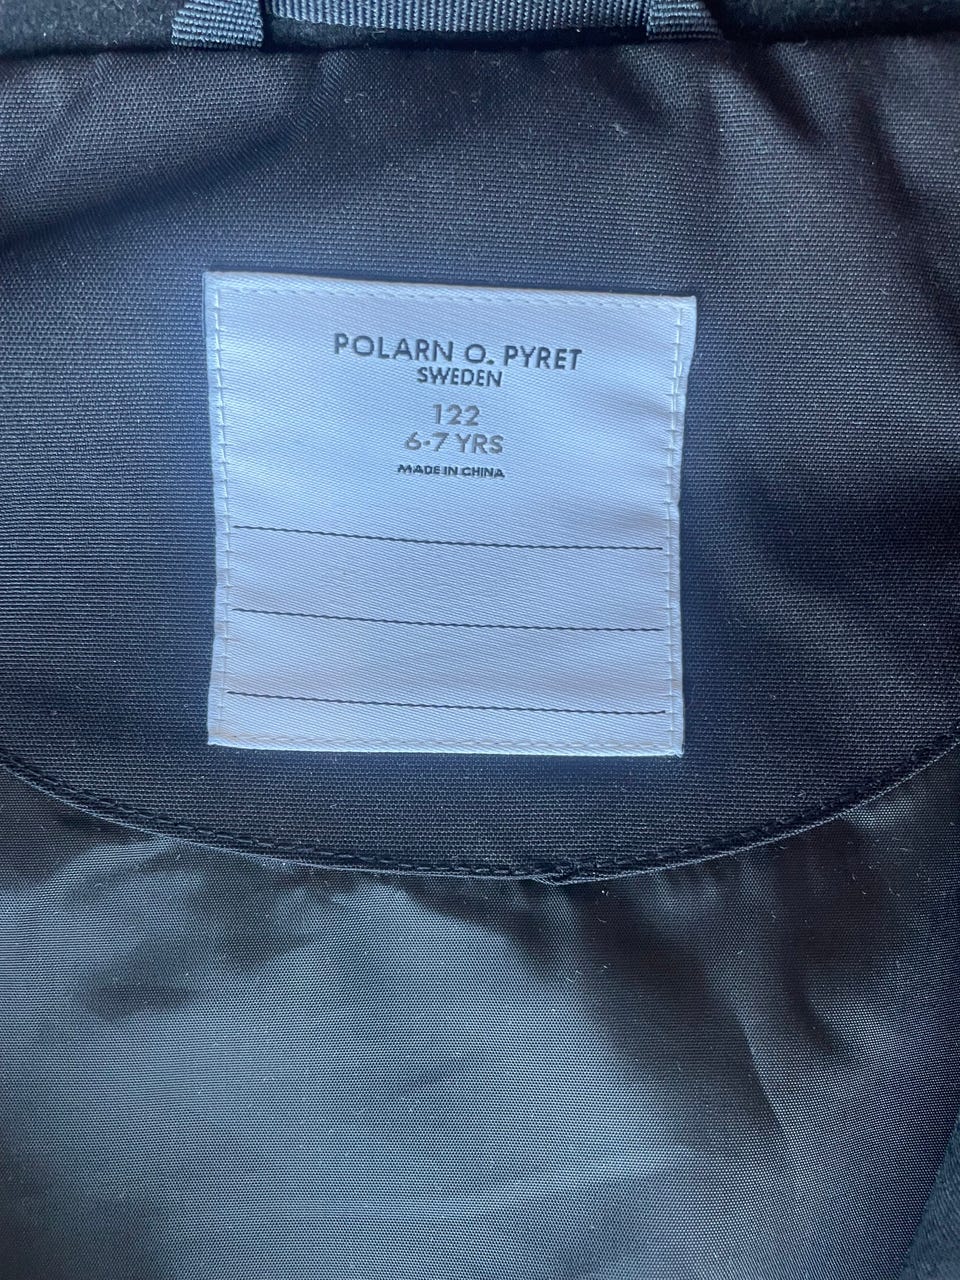 POLARN O. PYRET
SWEDEN
122
6-7 YRS
MADE IN CHINA